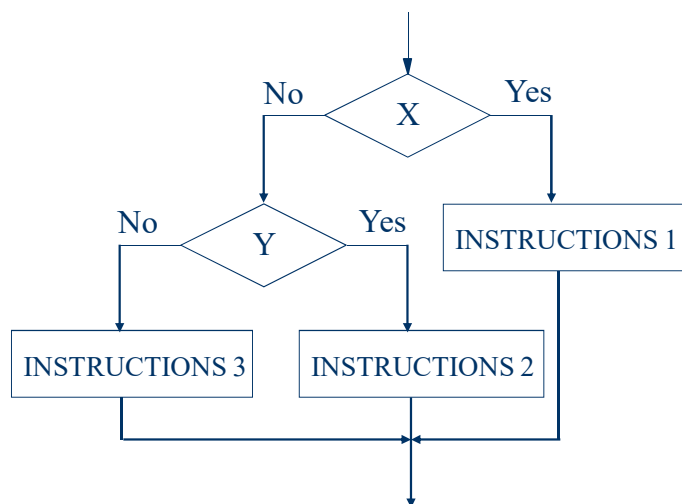 No
Yes
X
No
Yes
Y
INSTRUCTIONS 1
INSTRUCTIONS 3
INSTRUCTIONS 2